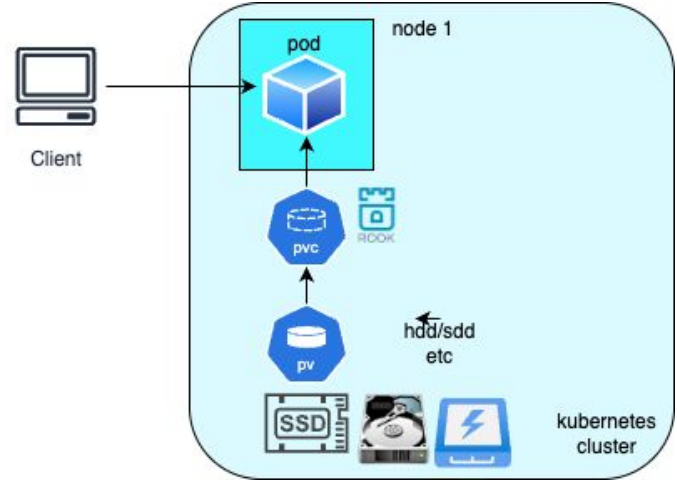 node 1
pod
Client
pvc
ROOK
hdd/sdd
etc
pv
SSD
kubernetes
cluster